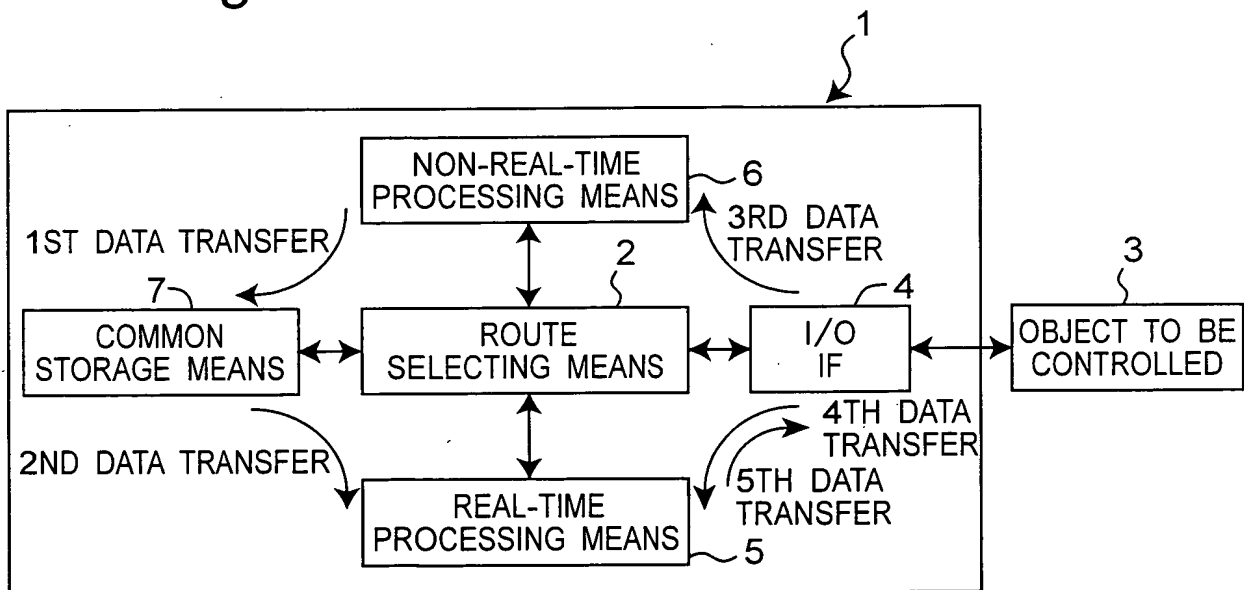 1
NON-REAL-TIME
PROCESSING MEANS
6
1ST DATA TRANSFER
3RD DATA
TRANSFER
7
2
4
3
COMMON
STORAGE MEANS
ROUTE
SELECTING MEANS
I/O
IF
OBJECT TO BE
CONTROLLED
2ND DATA TRANSFER
4TH DATA
TRANSFER
5TH DATA
TRANSFER
REAL-TIME
PROCESSING MEANS
5